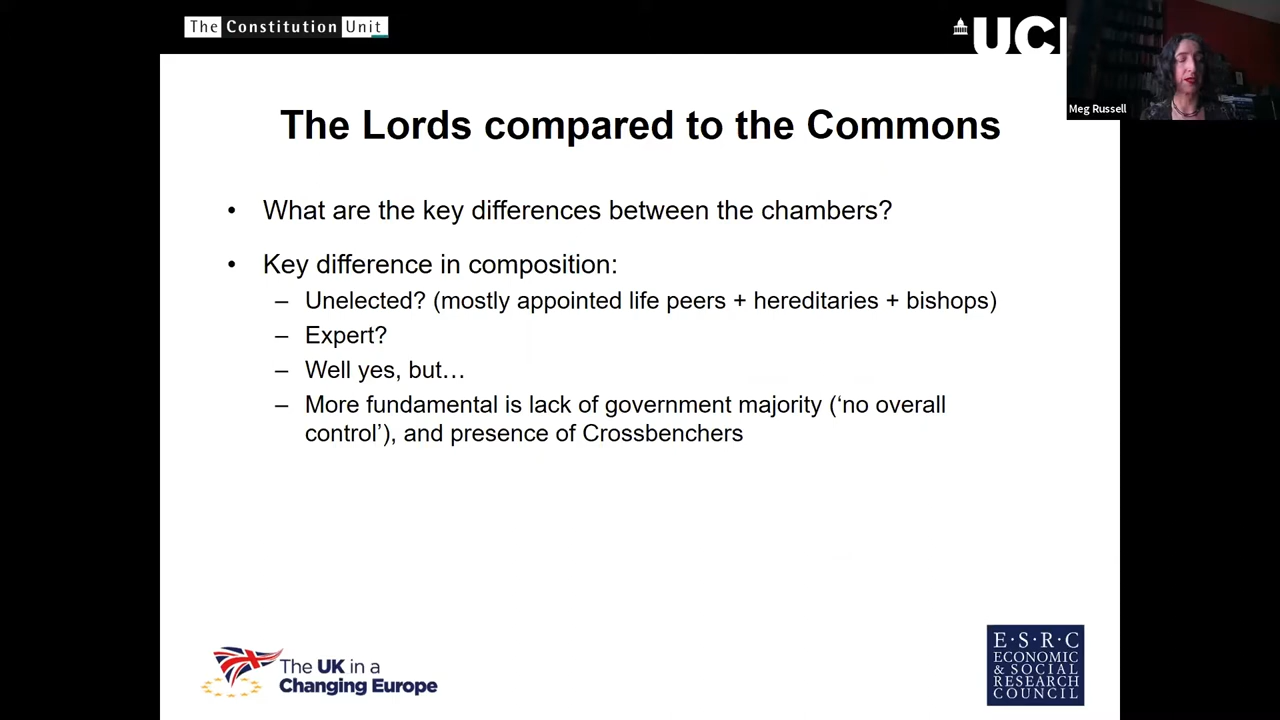 The Constitution Unit
UCL
Meg Russell
The Lords compared to the Commons
• What are the key differences between the chambers?
• Key difference in composition:
– Unelected? (mostly appointed life peers + hereditaries + bishops)
– Expert?
– Well yes, but…
– More fundamental is lack of government majority (‘no overall
control’), and presence of Crossbenchers
The UK in a
Changing Europe
E·S·R·C
ECONOMIC
& SOCIAL
RESEARCH
COUNCIL